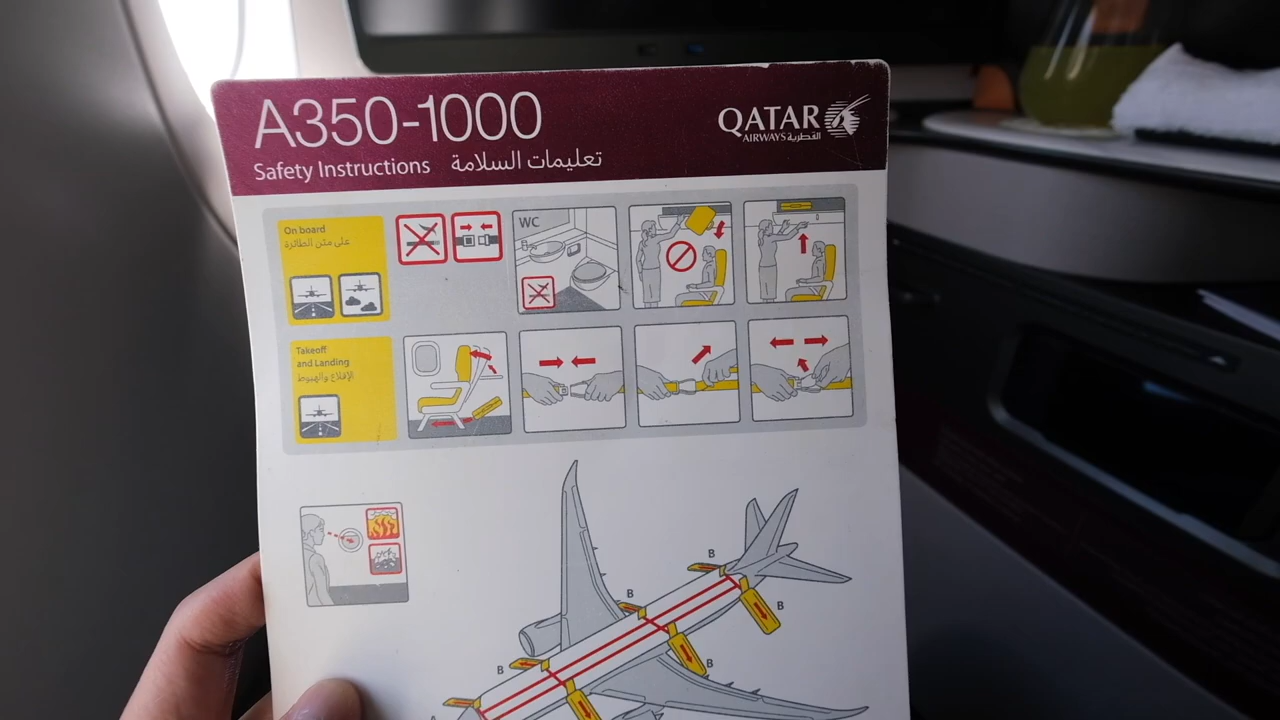 A350-1000
Safety Instructions تعليمات السلامة
QATAR
AIRWAYS القطرية
On board
على متن الطائرة
WC
Takeoff
and Landing
الإقلاع والهبوط
B
B
B
B
B
A